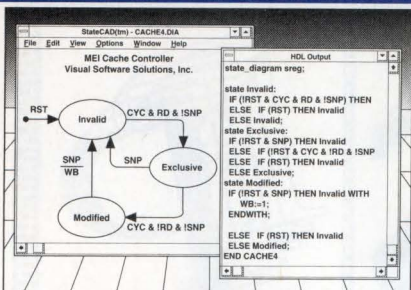 StateCAD(tm) - CACHE4.DIA
File Edit View Options Window Help
MEI Cache Controller
Visual Software Solutions, Inc.
RST
Invalid
CYC & RD & !SNP
SNP
WB
SNP
Exclusive
Modified
CYC & !RD & !SNP
HDL Output
state_diagram sreg;
state Invalid:
IF (!RST & CYC & RD & !SNP) THEN
ELSE IF (RST) THEN Invalid
ELSE Invalid;
state Exclusive:
IF (!RST & SNP) THEN Invalid
ELSE IF (!RST & CYC & !RD & !SNP
ELSE IF (RST) THEN Invalid
ELSE Exclusive;
state Modified:
IF (!RST & SNP) THEN Invalid WITH
WB:=1;
ENDWITH;
ELSE IF (RST) THEN Invalid
ELSE Modified;
END CACHE4